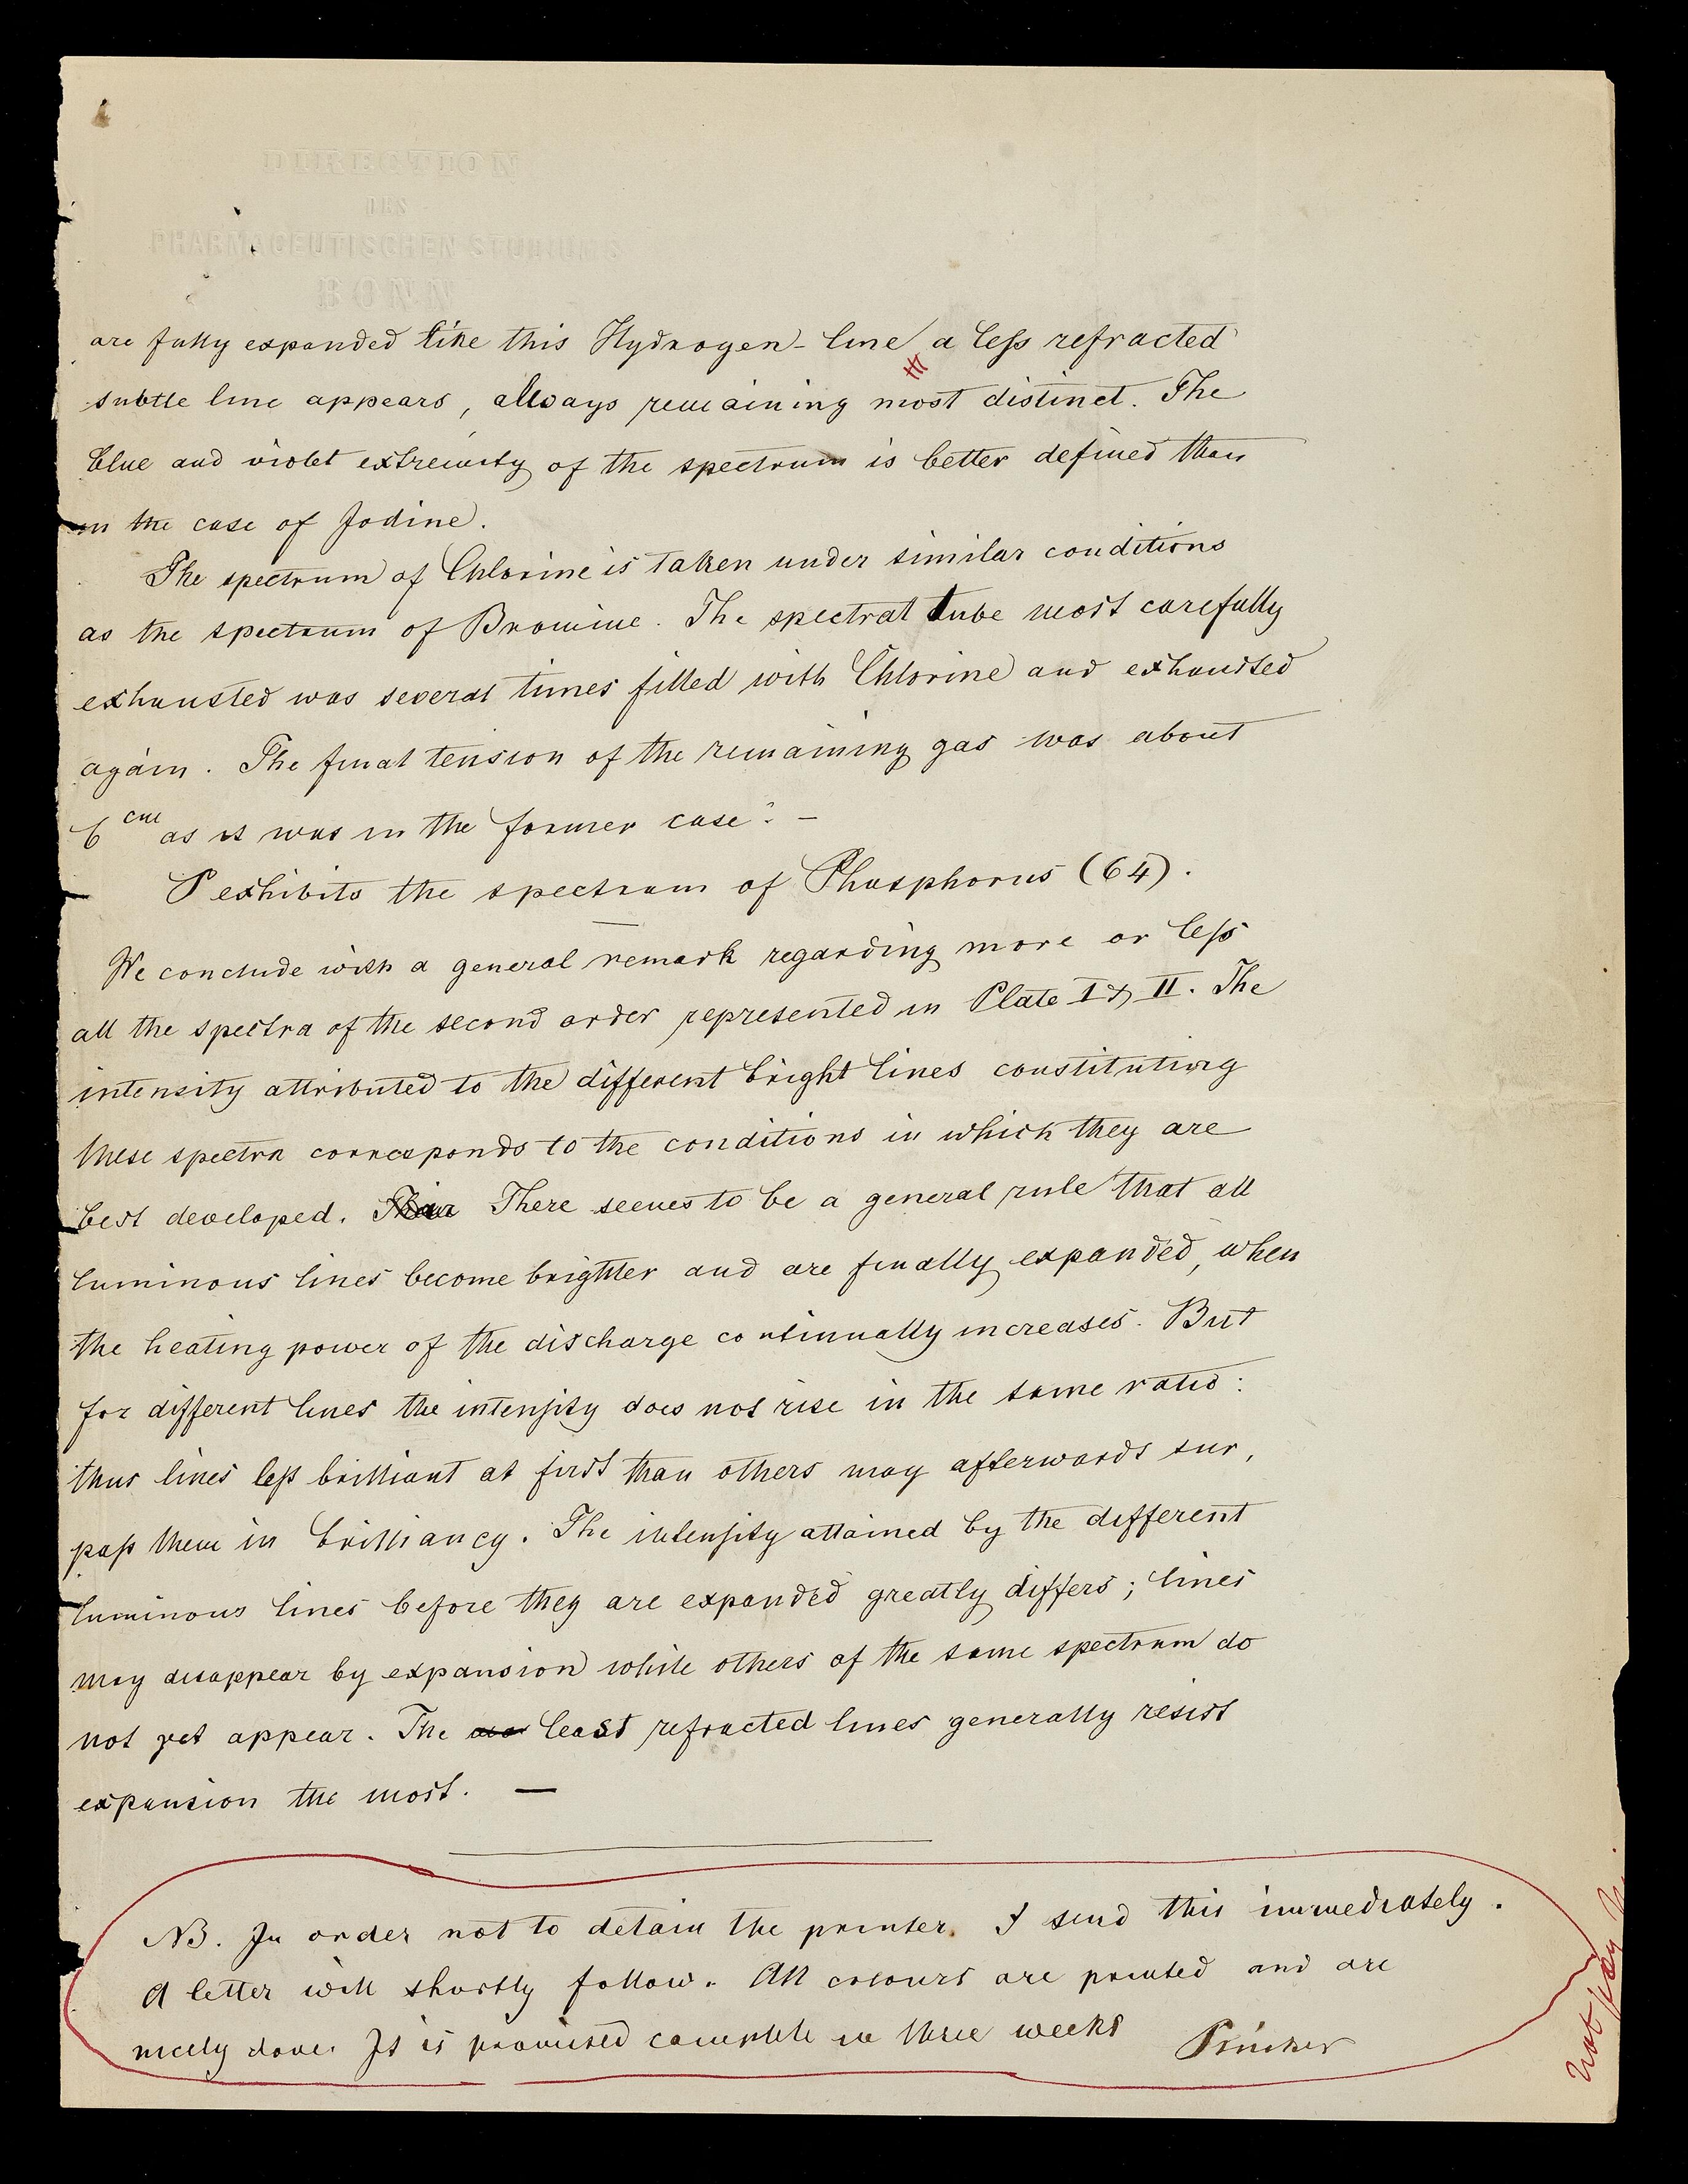 DIRECTION
DES
PHARMACEUTISCHEN STUDIUMS
BONN
are fully expanded like this Hydrogen-line a less refracted
subtle line appears, always remaining most distinct. The
blue and violet extremity of the spectrum is better defined than
in the case of Jodine.
The spectrum of Chlorine is taken under similar conditions
as the spectrum of Bromine. The spectral tube most carefully
exhausted was several times filled with Chlorine and exhausted
again. The final tension of the remaining gas was about
6 cm as it was in the former case. –
P exhibits the spectrum of Phosphorus (64).
We conclude with a general remark regarding more or less
all the spectra of the second order represented in Plate I & II. The
intensity attributed to the different bright lines constituting
these spectra corresponds to the conditions in which they are
best developed. There seems to be a general rule that all
luminous lines become brighter and are finally expanded, when
the heating power of the discharge continually increases. But
for different lines the intensity does not rise in the same ratio:
thus lines less brilliant at first than others may afterwards sur,
pass them in brilliancy. The intensity attained by the different
luminous lines before they are expanded greatly differs; lines
may disappear by expansion while others of the same spectrum do
not yet appear. The least refracted lines generally resist
expansion the most. —
NB. In order not to detain the printer I send this immediately.
A letter will shortly follow. All colours are printed and are
nicely done. It is promised complete in three weeks Plücker
Not for